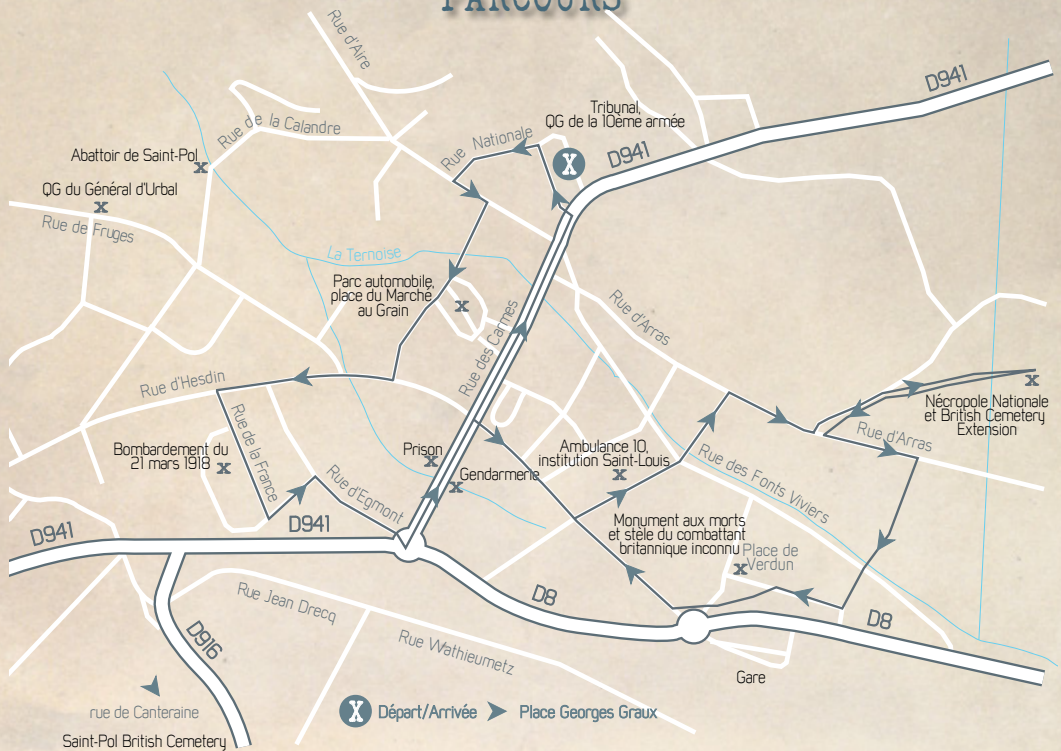 PARCOURS
Rue d'Aire
D941
Tribunal,
QG de la 10ème armée
Rue de la Calandre
Rue Nationale
X
D941
Abattoir de Saint-Pol
x
QG du Général d'Urbal
x
Rue de Fruges
La Ternoise
Parc automobile,
place du Marché
au Grain
x
Rue d'Arras
Rue des Carmes
Rue d'Hesdin
x
Nécropole Nationale
et British Cemetery
Extension
Rue d'Arras
Rue de la France
Bombardement du
21 mars 1918 x
Prison
x
Ambulance 10,
institution Saint-Louis
x
Gendarmerie
x
Rue des Fonts Viviers
Rue d'Egmont
D941
D941
Monument aux morts
et stèle du combattant
britannique inconnu
x
Place de
Verdun
D8
D8
Rue Jean Drecq
Rue Wathieumetz
D916
Gare
rue de Canteraine
Saint-Pol British Cemetery
X Départ/Arrivée
Place Georges Graux